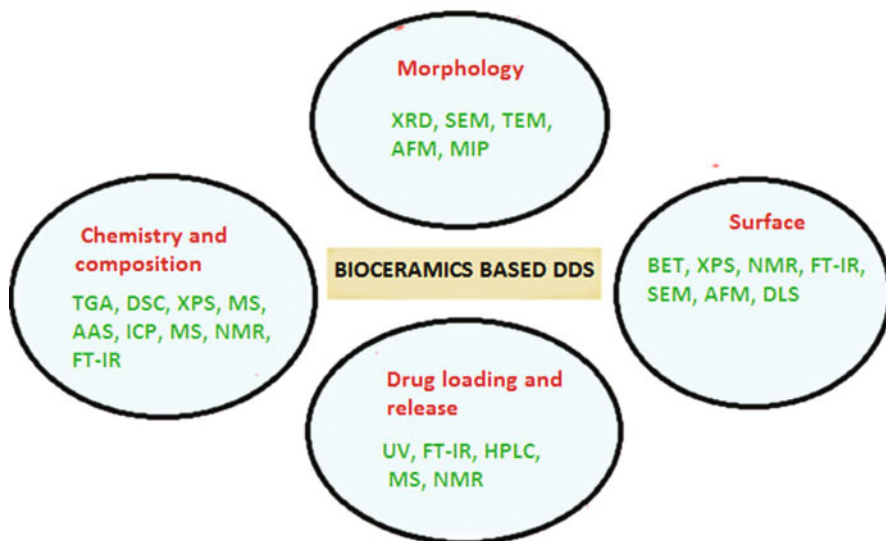 Morphology
XRD, SEM, TEM,
AFM, MIP
Chemistry and
composition
TGA, DSC, XPS, MS,
AAS, ICP, MS, NMR,
FT-IR
BIOCERAMICS BASED DDS
Surface
BET, XPS, NMR, FT-IR,
SEM, AFM, DLS
Drug loading and
release
UV, FT-IR, HPLC,
MS, NMR